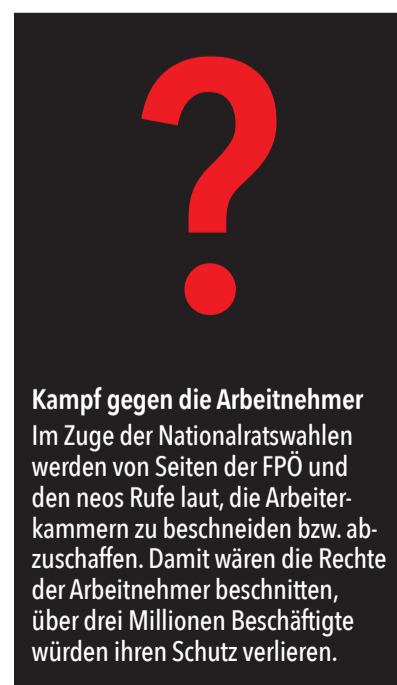 ?
Kampf gegen die Arbeitnehmer
Im Zuge der Nationalratswahlen
werden von Seiten der FPÖ und
den neos Rufe laut, die Arbeiter-
kammern zu beschneiden bzw. ab-
zuschaffen. Damit wären die Rechte
der Arbeitnehmer beschnitten,
über drei Millionen Beschäftigte
würden ihren Schutz verlieren.